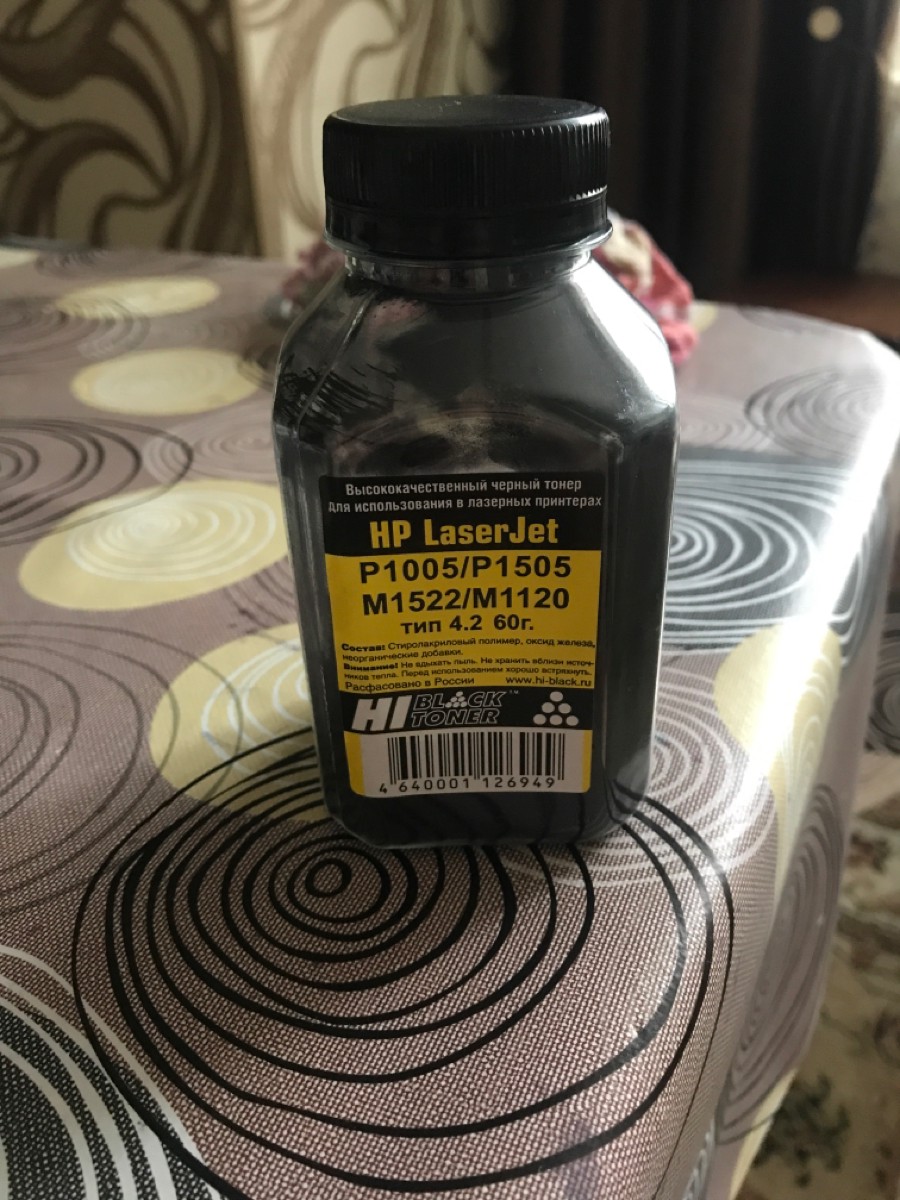 Высококачественный черный тонер
для использования в лазерных принтерах
HP LaserJet
P1005/P1505
M1522/M1120
тип 4.2 60г.
Состав: Стиролакриловый полимер, оксид железа,
неорганические добавки.
Внимание! Не вдыхать пыль. Не хранить вблизи источ-
ников тепла. Перед использованием хорошо встряхнуть.
Расфасовано в России www.hi-black.ru
HI BLACK™
TONER
4 640001 126949